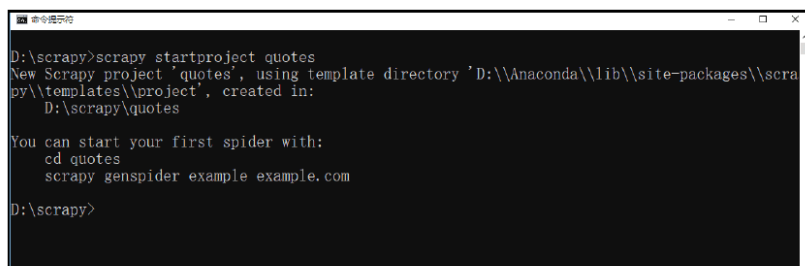 命令提示符
D:\scrapy>scrapy startproject quotes
New Scrapy project 'quotes', using template directory 'D:\\Anaconda\\lib\\site-packages\\scra
py\\templates\\project', created in:
    D:\scrapy\quotes
You can start your first spider with:
    cd quotes
    scrapy genspider example example.com
D:\scrapy>